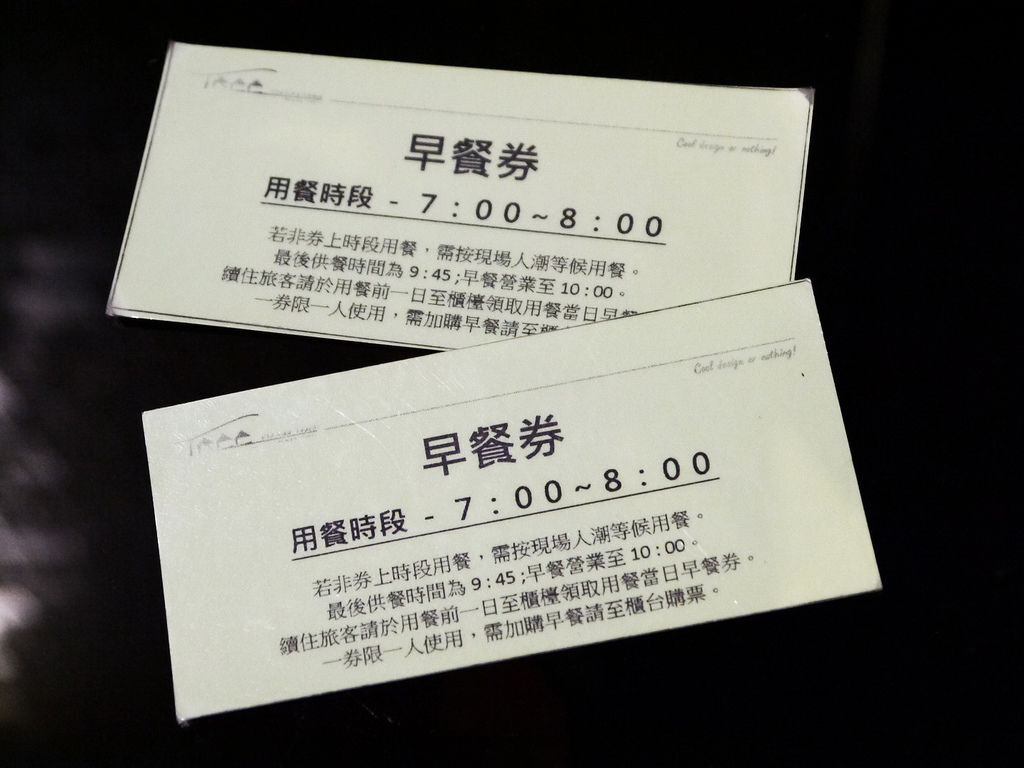 Cool design or nothing!
早餐券
用餐時段 - 7：00~8：00
若非券上時段用餐，需按現場人潮等候用餐。
最後供餐時間為 9：45 ;早餐營業至 10：00。
續住旅客請於用餐前一日至櫃檯領取用餐當日早餐
一券限一人使用，需加購早餐請至櫃
Cool design or nothing!
早餐券
用餐時段 - 7：00~8：00
若非券上時段用餐，需按現場人潮等候用餐。
最後供餐時間為 9：45 ;早餐營業至 10：00。
續住旅客請於用餐前一日至櫃檯領取用餐當日早餐券。
一券限一人使用，需加購早餐請至櫃台購票。